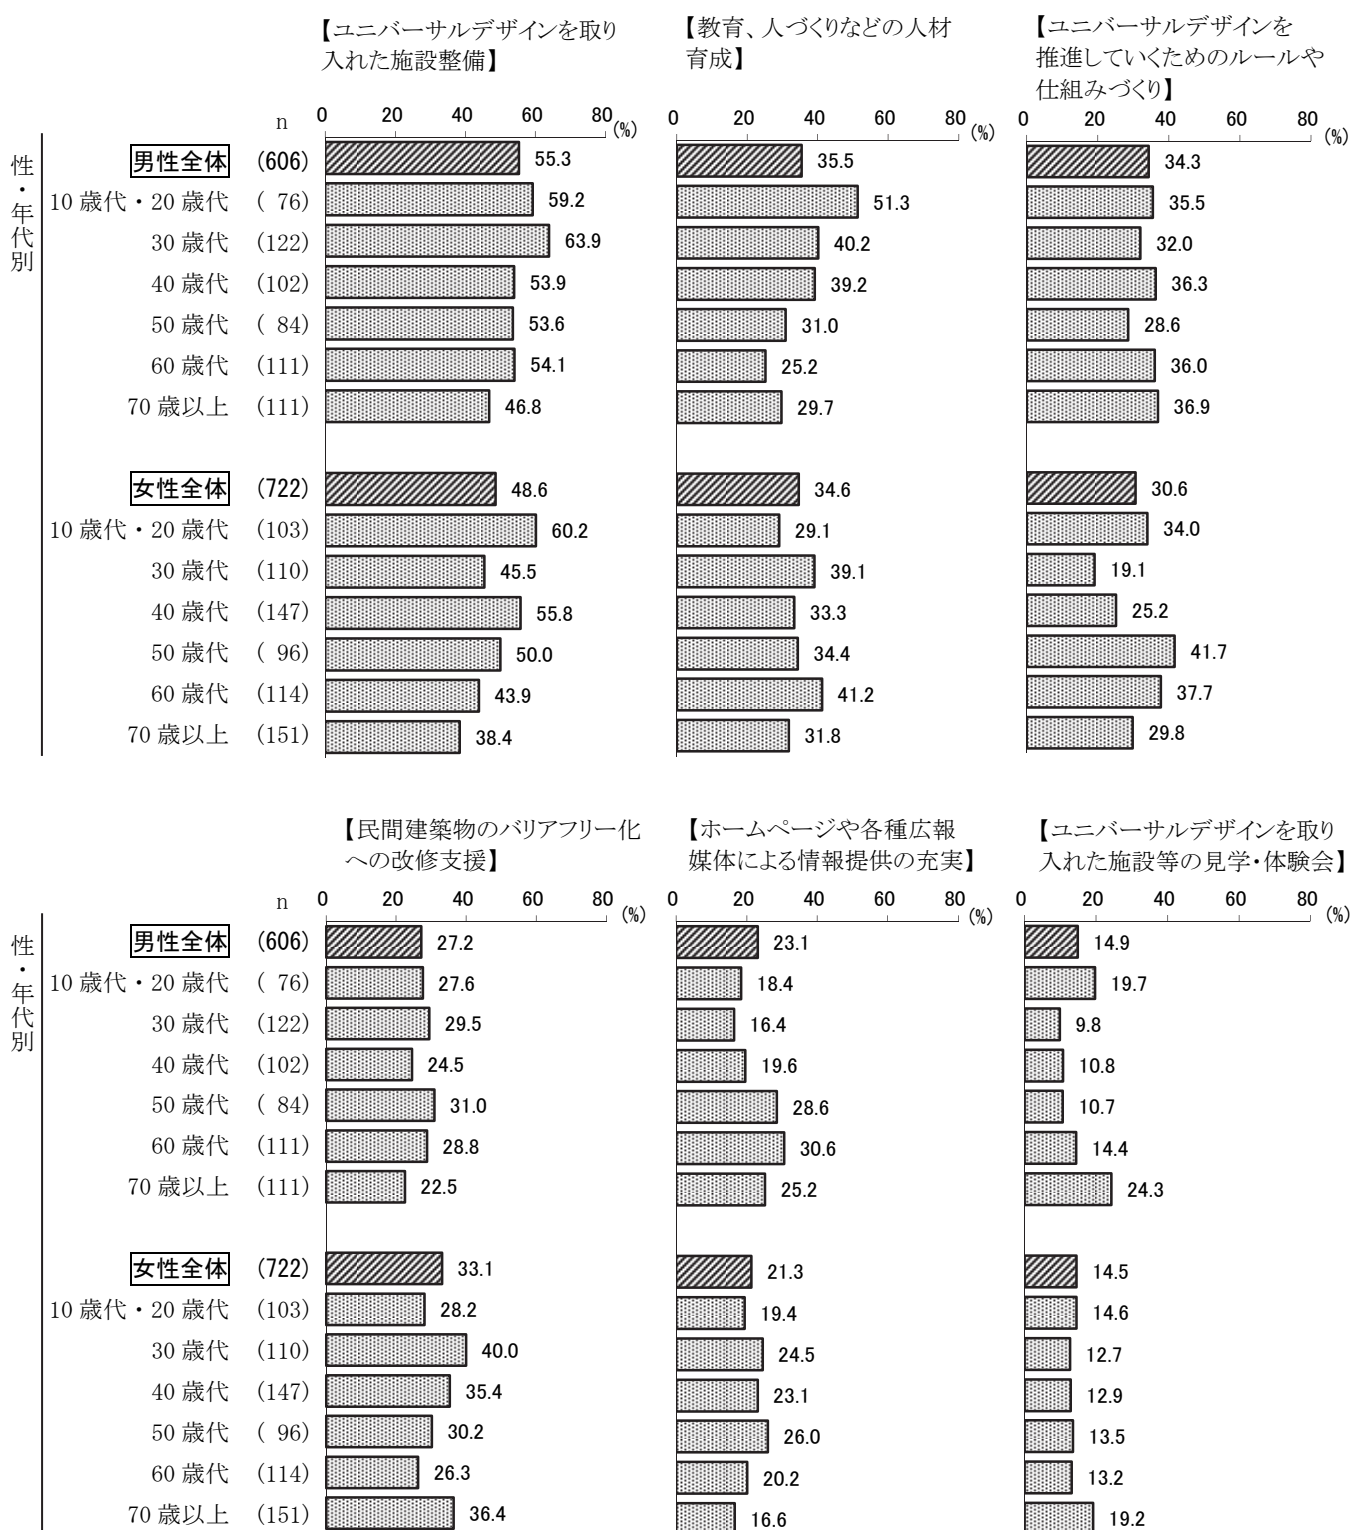 【ユニバーサルデザインを取り
入れた施設整備】
【教育、人づくりなどの人材
育成】
【ユニバーサルデザインを
推進していくためのルールや
仕組みづくり】
n 0 20 40 60 80 (%) 0 20 40 60 80 (%) 0 20 40 60 80 (%)
性・年代別
男性全体 (606) 55.3 35.5 34.3
10 歳代・20 歳代 ( 76) 59.2 51.3 35.5
30 歳代 (122) 63.9 40.2 32.0
40 歳代 (102) 53.9 39.2 36.3
50 歳代 ( 84) 53.6 31.0 28.6
60 歳代 (111) 54.1 25.2 36.0
70 歳以上 (111) 46.8 29.7 36.9
女性全体 (722) 48.6 34.6 30.6
10 歳代・20 歳代 (103) 60.2 29.1 34.0
30 歳代 (110) 45.5 39.1 19.1
40 歳代 (147) 55.8 33.3 25.2
50 歳代 ( 96) 50.0 34.4 41.7
60 歳代 (114) 43.9 41.2 37.7
70 歳以上 (151) 38.4 31.8 29.8
【民間建築物のバリアフリー化
への改修支援】
【ホームページや各種広報
媒体による情報提供の充実】
【ユニバーサルデザインを取り
入れた施設等の見学・体験会】
n 0 20 40 60 80 (%) 0 20 40 60 80 (%) 0 20 40 60 80 (%)
性・年代別
男性全体 (606) 27.2 23.1 14.9
10 歳代・20 歳代 ( 76) 27.6 18.4 19.7
30 歳代 (122) 29.5 16.4 9.8
40 歳代 (102) 24.5 19.6 10.8
50 歳代 ( 84) 31.0 28.6 10.7
60 歳代 (111) 28.8 30.6 14.4
70 歳以上 (111) 22.5 25.2 24.3
女性全体 (722) 33.1 21.3 14.5
10 歳代・20 歳代 (103) 28.2 19.4 14.6
30 歳代 (110) 40.0 24.5 12.7
40 歳代 (147) 35.4 23.1 12.9
50 歳代 ( 96) 30.2 26.0 13.5
60 歳代 (114) 26.3 20.2 13.2
70 歳以上 (151) 36.4 16.6 19.2